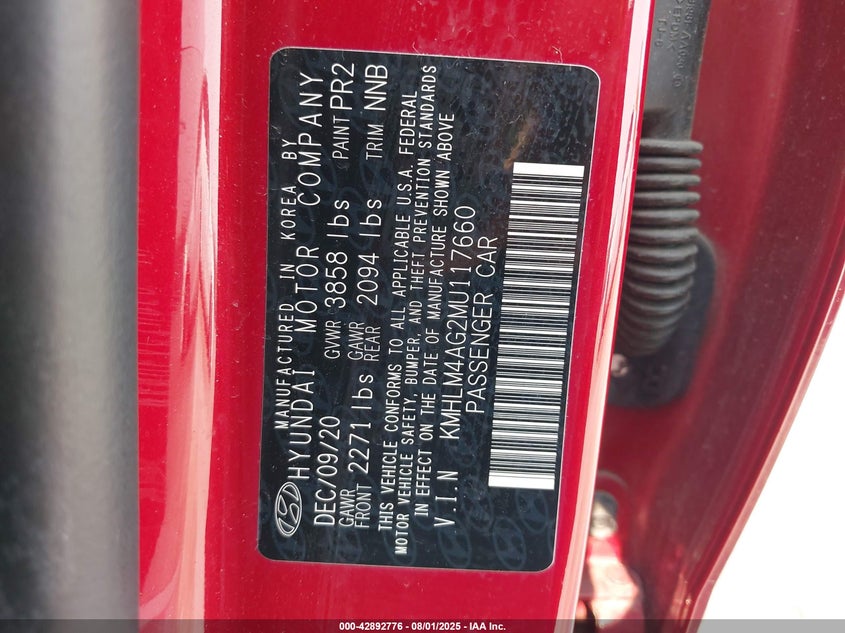 MANUFACTURED IN KOREA BY
HYUNDAI MOTOR COMPANY
DEC/09/20 GVWR 3858 lbs PAINT PR2
GAWR FRONT 2271 lbs GAWR REAR 2094 lbs TRIM NNB
THIS VEHICLE CONFORMS TO ALL APPLICABLE U.S.A. FEDERAL
MOTOR VEHICLE SAFETY, BUMPER, AND THEFT PREVENTION STANDARDS
IN EFFECT ON THE DATE OF MANUFACTURE SHOWN ABOVE
V.I.N KMHLM4AG2MU117660
PASSENGER CAR
000-42892776 - 08/01/2025 - IAA Inc.